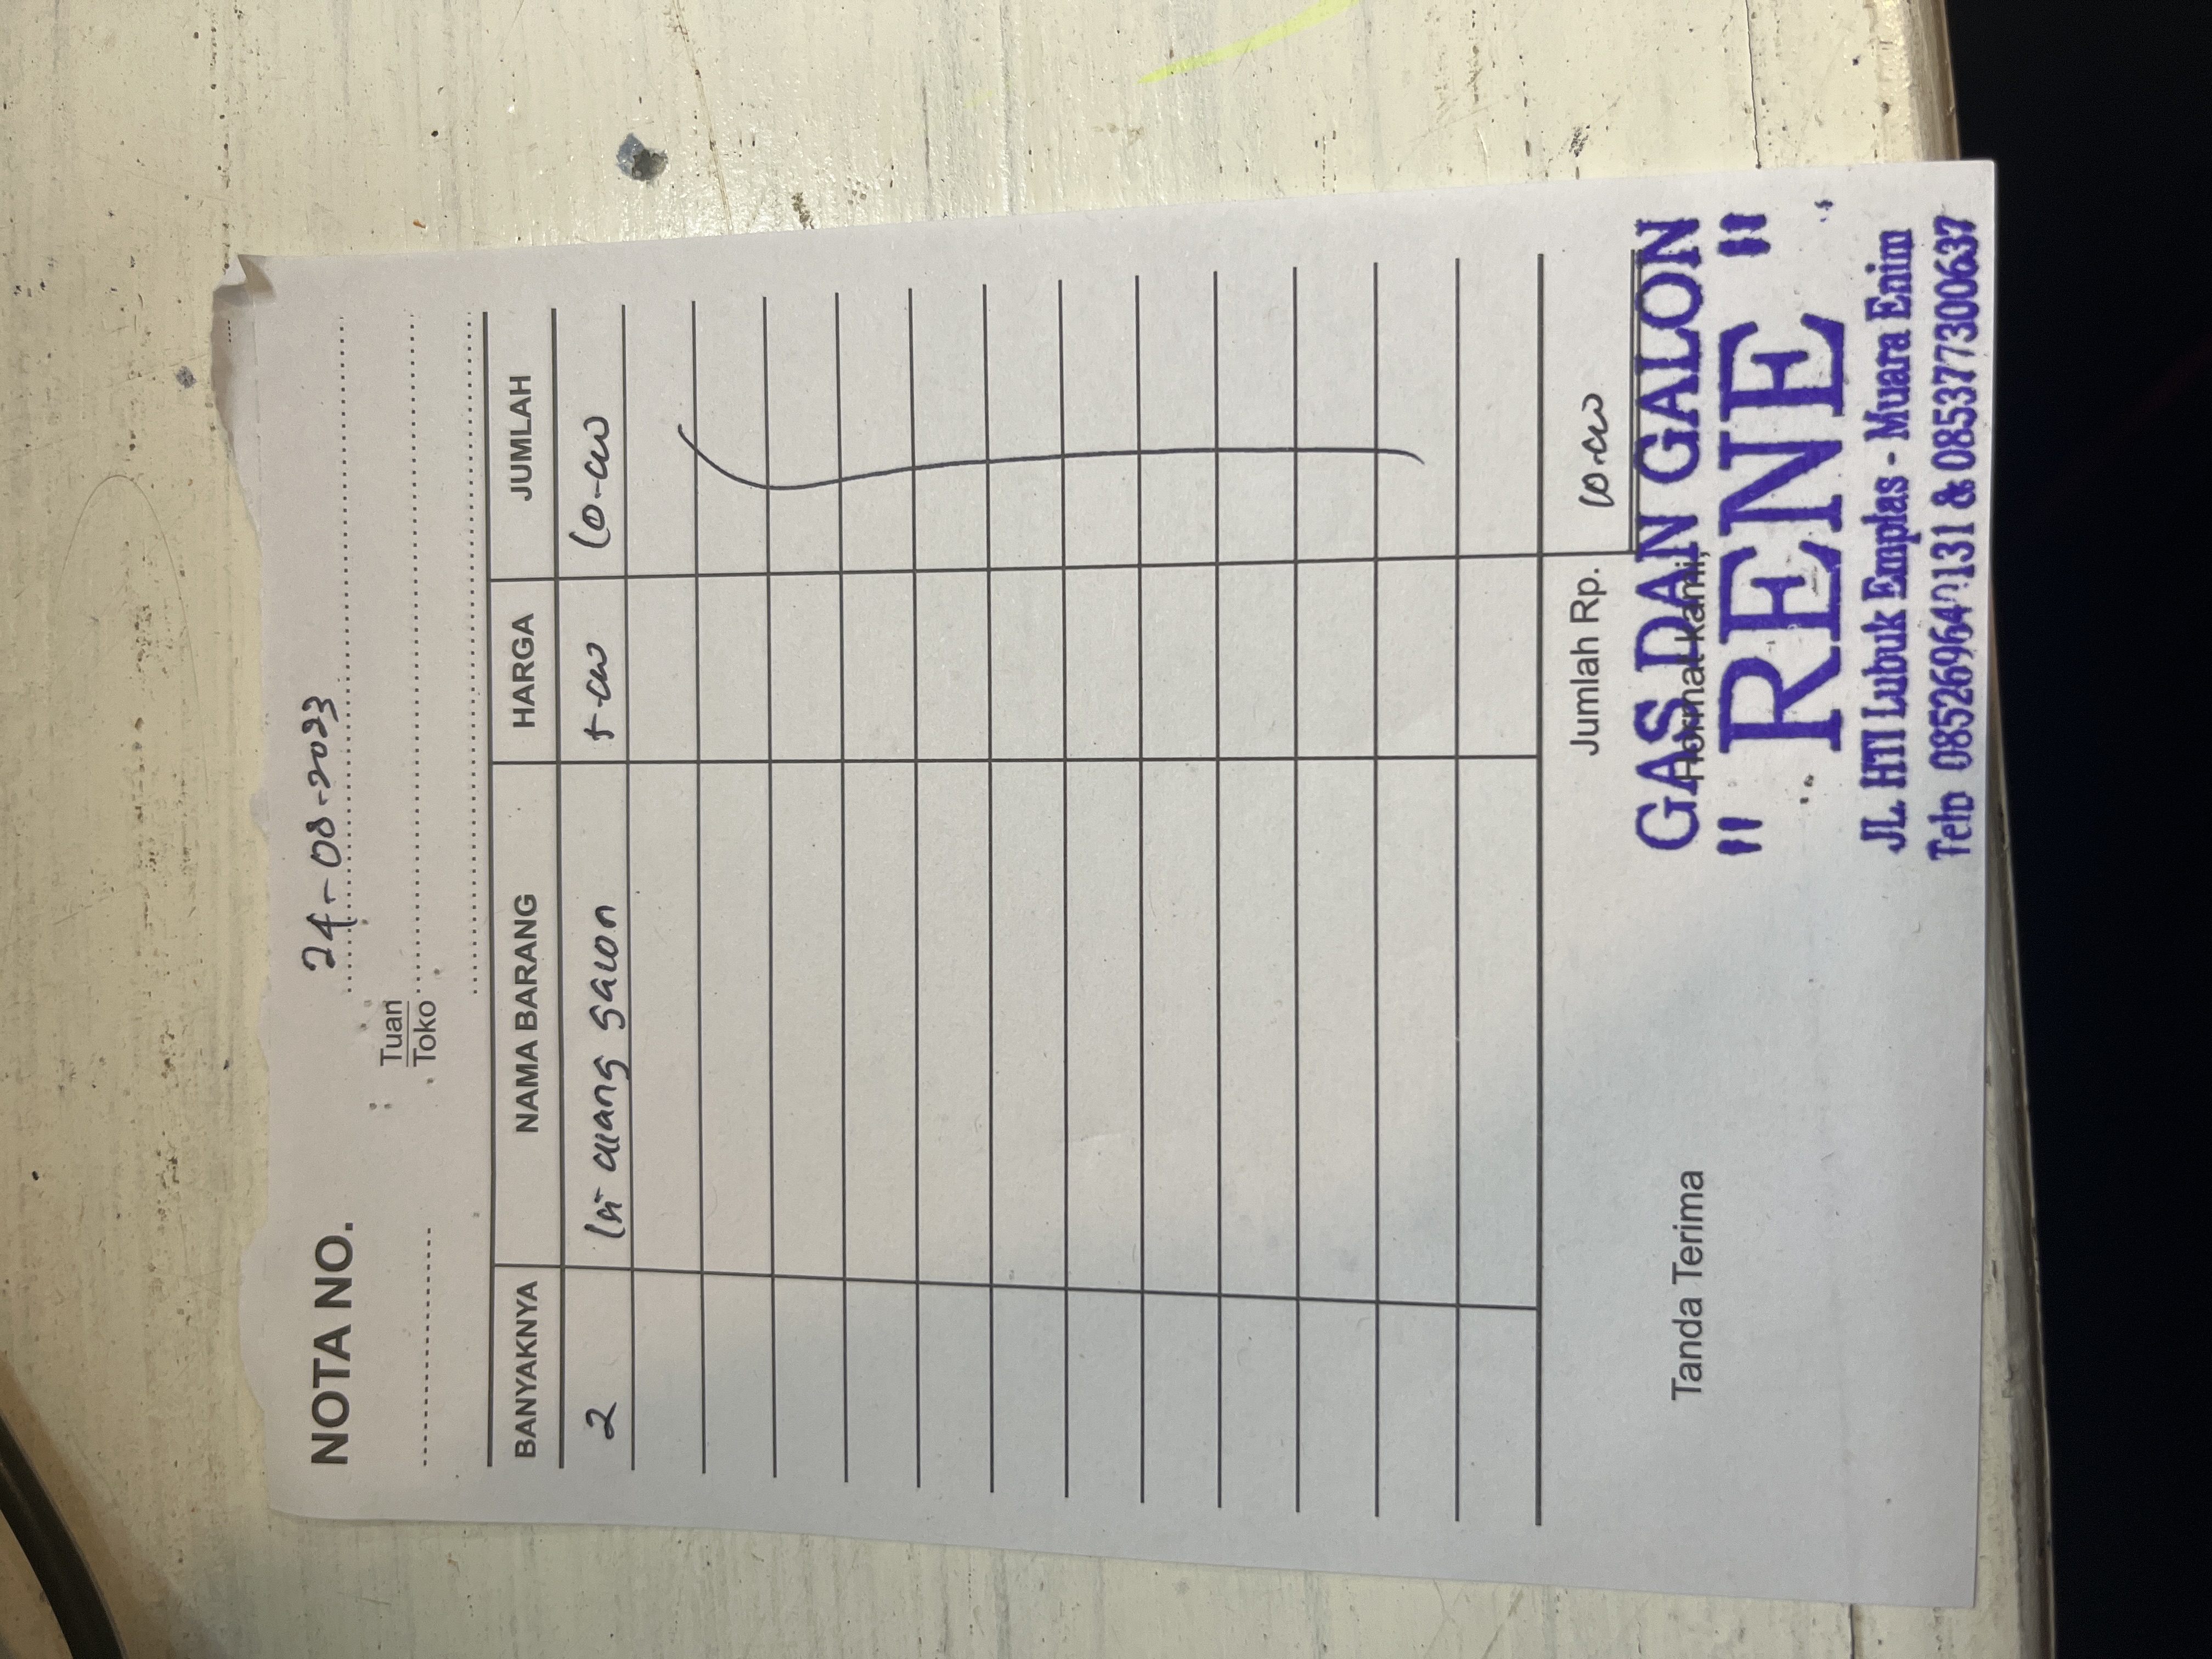 NOTA NO.
24-08-2023
Tuan
Toko
BANYAKNYA NAMA BARANG HARGA JUMLAH
2 isi ulang galon 5-000 10-000
Jumlah Rp. 10-000
Tanda Terima Hormat kami,
GAS DAN GALON
" RENE "
JL. HTI Lubuk Emplas - Muara Enim
Telp & 085377300637